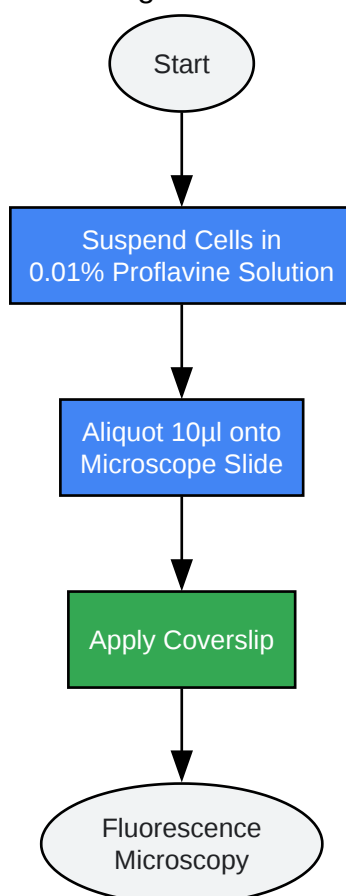 Start
Suspend Cells in
0.01% Proflavine Solution
Aliquot 10µl onto
Microscope Slide
Apply Coverslip
Fluorescence
Microscopy